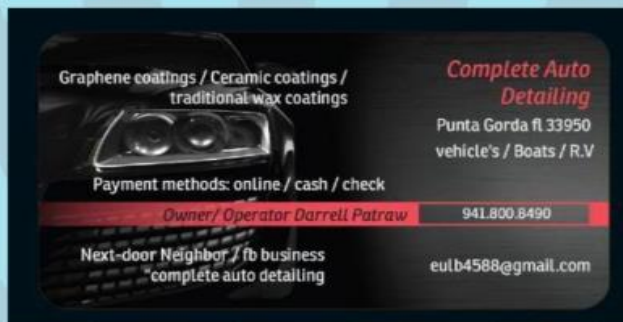 Graphene coatings / Ceramic coatings /
traditional wax coatings
Complete Auto
Detailing
Punta Gorda fl 33950
vehicle's / Boats / R.V
Payment methods: online / cash / check
Owner/ Operator Darrell Patraw
941.800.8490
Next-door Neighbor / fb business
"complete auto detailing
eulb4588@gmail.com